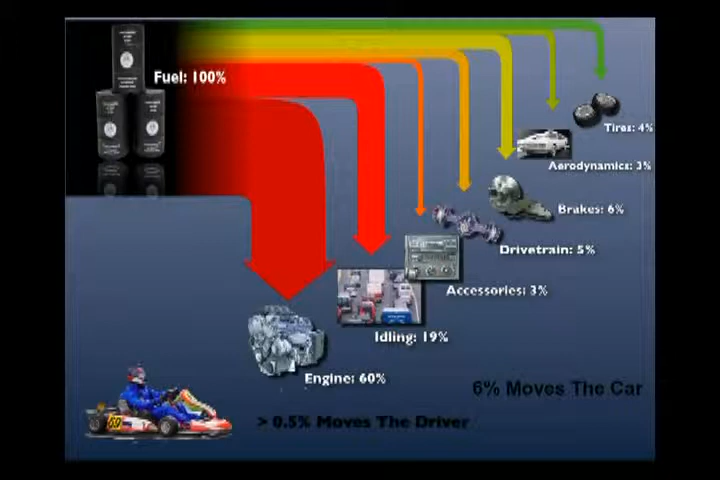 Fuel: 100%
Tires: 4%
Aerodynamics: 3%
Brakes: 6%
Drivetrain: 5%
Accessories: 3%
Idling: 19%
Engine: 60%
6% Moves The Car
> 0.5% Moves The Driver
69